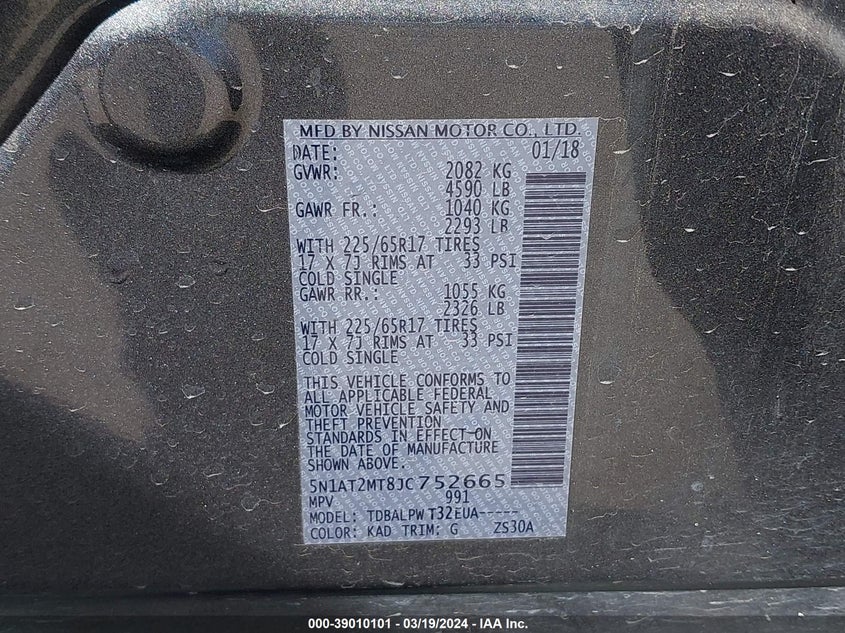 MFD BY NISSAN MOTOR CO., LTD.
DATE: 01/18
GVWR: 2082 KG
4590 LB
GAWR FR.: 1040 KG
2293 LB
WITH 225/65R17 TIRES
17 X 7J RIMS AT 33 PSI
COLD SINGLE
GAWR RR.: 1055 KG
2326 LB
WITH 225/65R17 TIRES
17 X 7J RIMS AT 33 PSI
COLD SINGLE
THIS VEHICLE CONFORMS TO
ALL APPLICABLE FEDERAL
MOTOR VEHICLE SAFETY AND
THEFT PREVENTION
STANDARDS IN EFFECT ON
THE DATE OF MANUFACTURE
SHOWN ABOVE.
5N1AT2MT8JC752665
MPV 991
MODEL: TDBALPW T32EUA-----
COLOR: KAD TRIM: G ZS30A
000-39010101 - 03/19/2024 - IAA Inc.